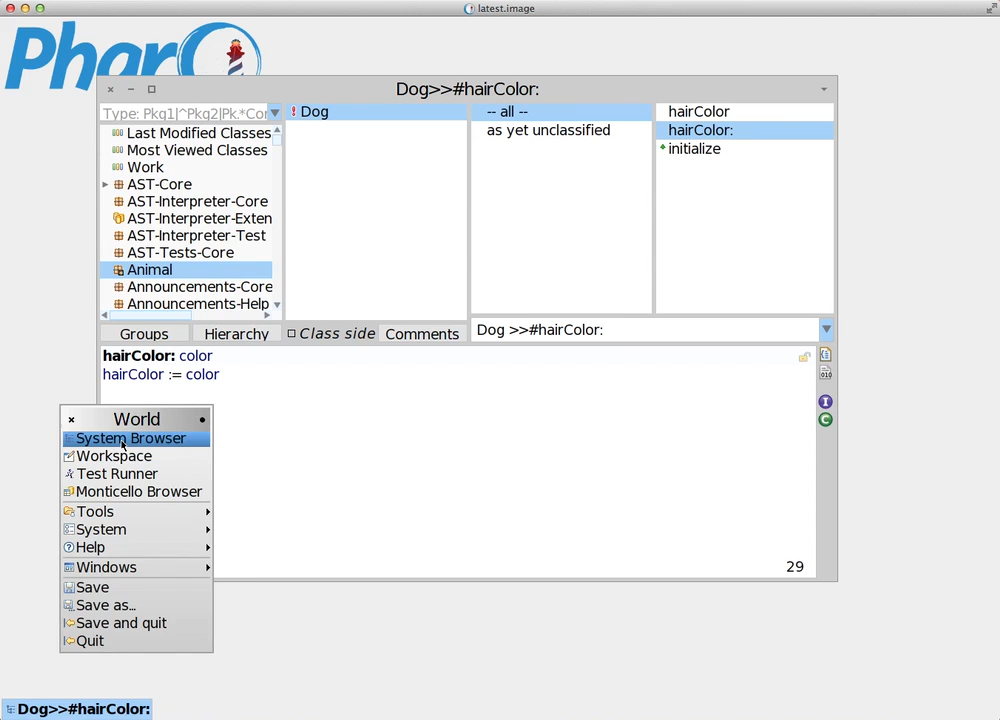 latest.image
Pharo
Dog>>#hairColor:
Type: Pkg1|^Pkg2|Pk.*Cor
Last Modified Classes
Most Viewed Classes
Work
AST-Core
AST-Interpreter-Core
AST-Interpreter-Exten
AST-Interpreter-Test
AST-Tests-Core
Animal
Announcements-Core
Announcements-Help
Dog
-- all --
as yet unclassified
hairColor
hairColor:
initialize
Groups
Hierarchy
Class side
Comments
Dog >>#hairColor:
hairColor: color
hairColor := color
010
I
C
29
World
System Browser
Workspace
Test Runner
Monticello Browser
Tools
System
Help
Windows
Save
Save as...
Save and quit
Quit
Dog>>#hairColor: